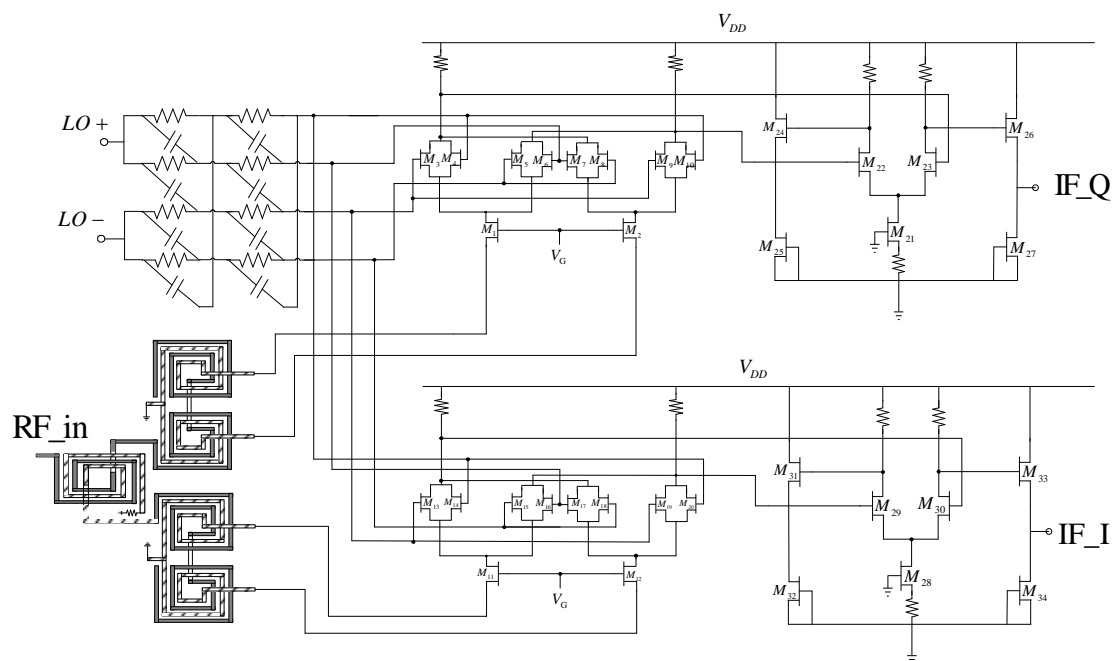 V_DD
LO+
LO−
M_3 M_4 M_5 M_6 M_7 M_8 M_9 M_10
M_1 M_2
V_G
M_24 M_22 M_23 M_26
M_21
M_25 M_27
IF_Q
RF_in
V_DD
M_13 M_14 M_15 M_16 M_17 M_18 M_19 M_20
M_11 M_12
V_G
M_31 M_29 M_30 M_33
M_28
M_32 M_34
IF_I